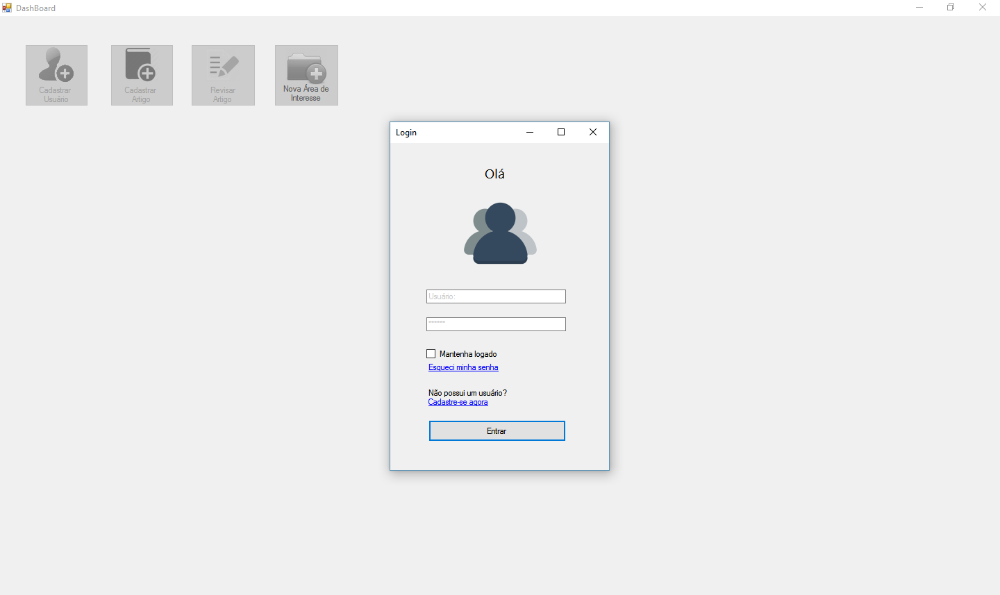 DashBoard
Cadastrar
Usuário
Cadastrar
Artigo
Revisar
Artigo
Nova Área de
Interesse
Login
Olá
Usuário:
******
Mantenha logado
Esqueci minha senha
Não possui um usuário?
Cadastre-se agora
Entrar